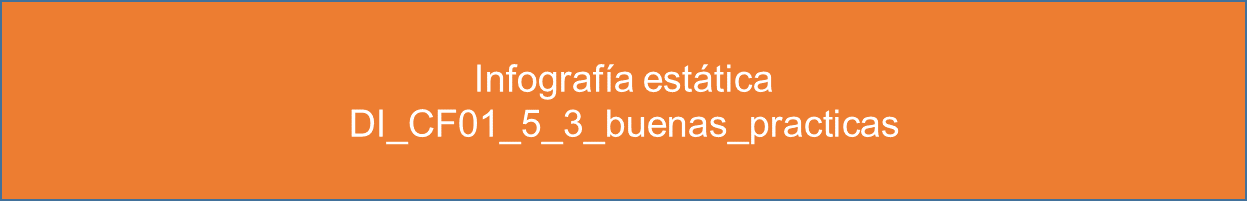 Infografía estática
DI_CF01_5_3_buenas_practicas